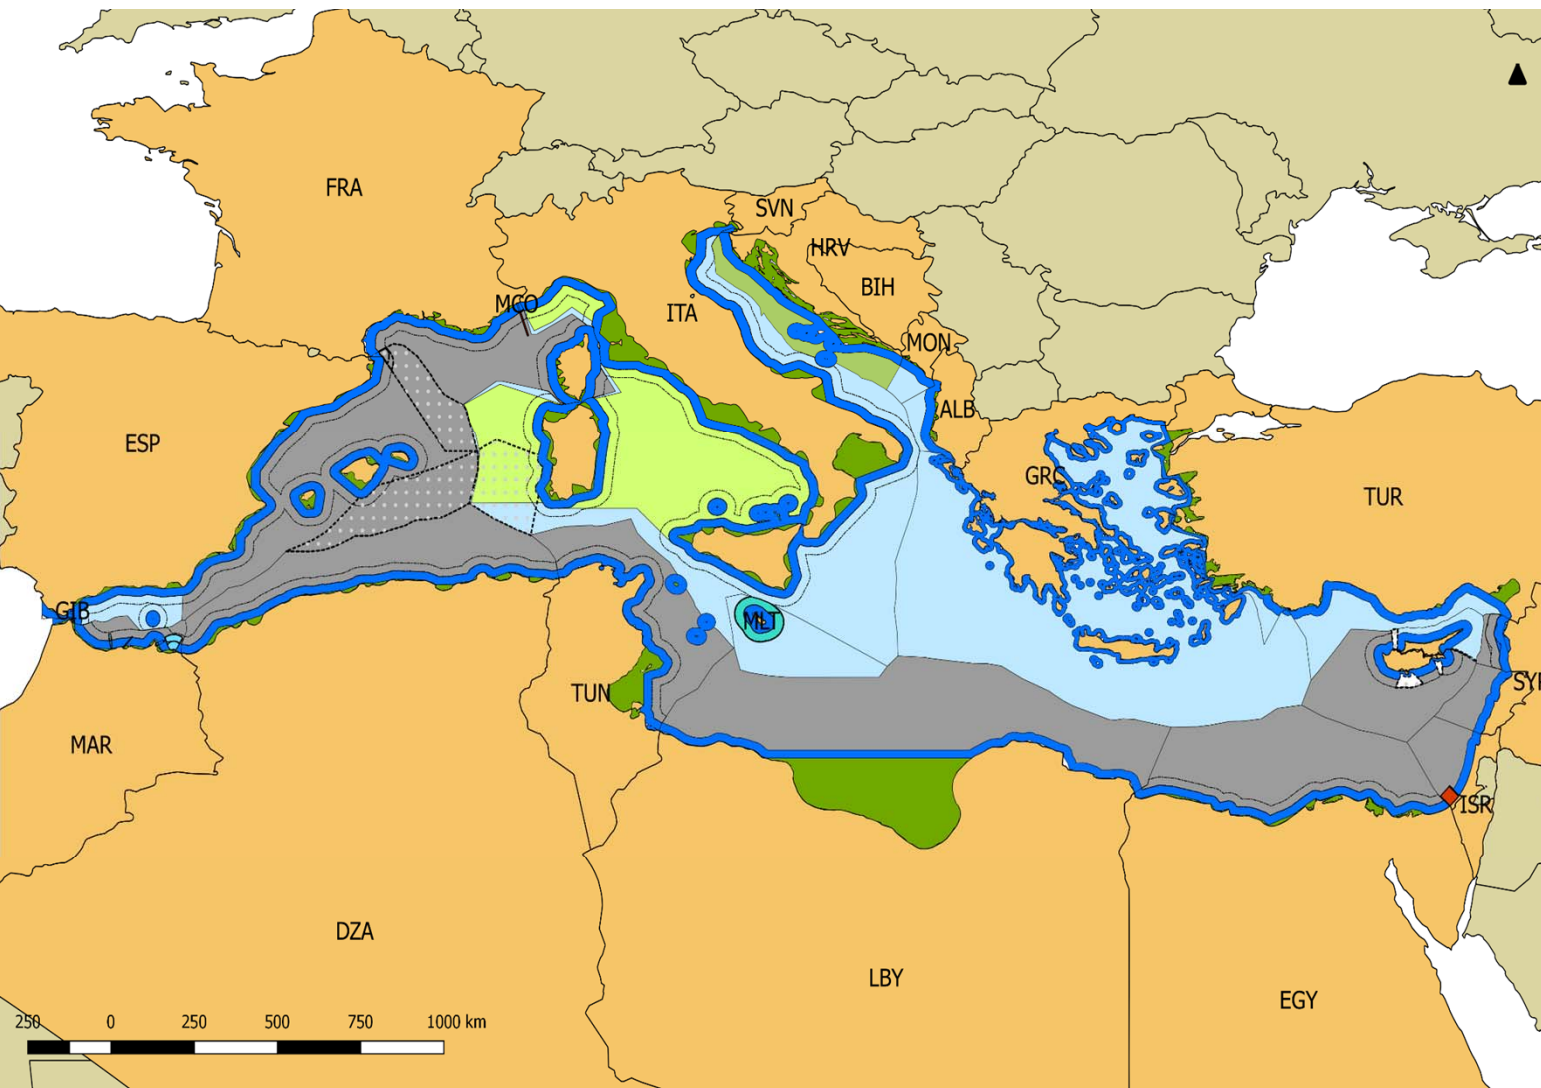 FRA
SVN
HRV
BIH
MCO
ITA
MON
ALB
ESP
GRC
TUR
GIB
MLT
SYR
TUN
MAR
ISR
DZA
LBY
EGY
250 0 250 500 750 1000 km